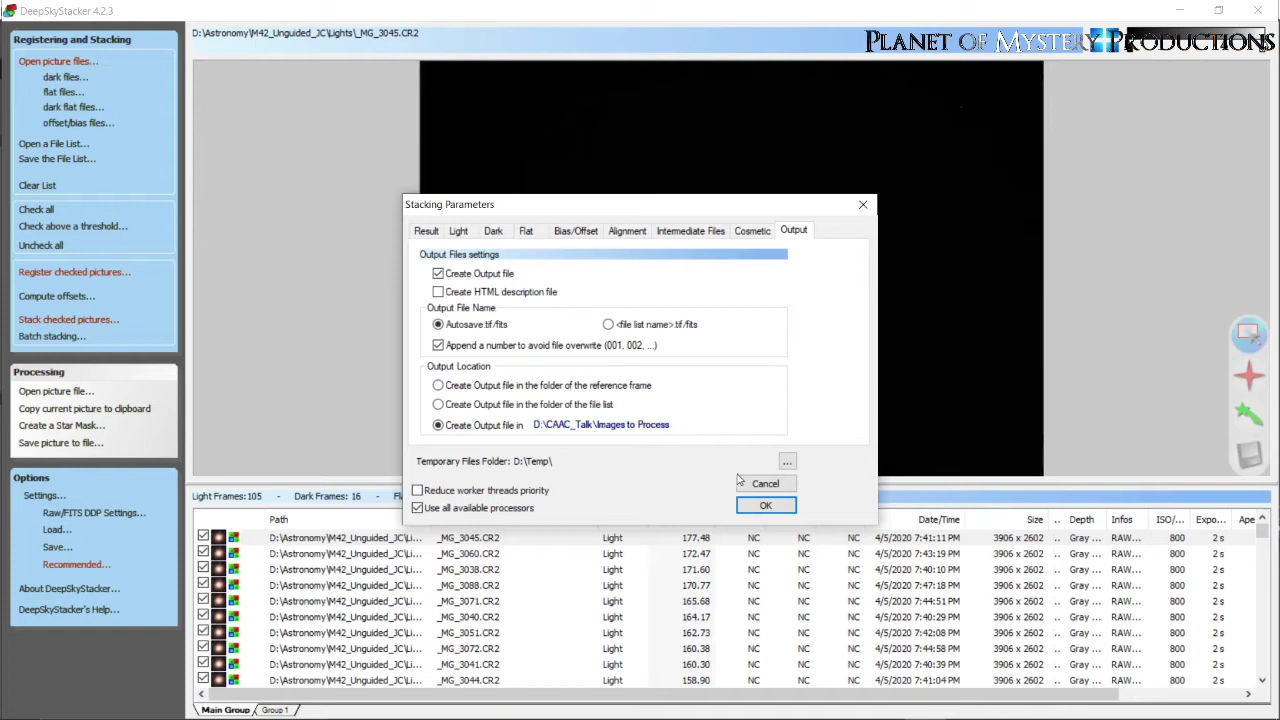 DeepSkyStacker 4.2.3
Registering and Stacking
Open picture files...
dark files...
flat files...
dark flat files...
offset/bias files...
Open a File List...
Save the File List...
Clear List
Check all
Check above a threshold...
Uncheck all
Register checked pictures...
Compute offsets...
Stack checked pictures...
Batch stacking...
Processing
Open picture file...
Copy current picture to clipboard
Create a Star Mask...
Save picture to file...
Options
Settings...
Raw/FITS DDP Settings...
Load...
Save...
Recommended...
About DeepSkyStacker...
DeepSkyStacker's Help...
D:\Astronomy\M42_Unguided_JC\Lights\_MG_3045.CR2
Planet of Mystery Productions
Stacking Parameters
Result Light Dark Flat Bias/Offset Alignment Intermediate Files Cosmetic Output
Output Files settings
Create Output file
Create HTML description file
Output File Name
Autosave.tif/fits <file list name>.tif/fits
Append a number to avoid file overwrite (001, 002, ...)
Output Location
Create Output file in the folder of the reference frame
Create Output file in the folder of the file list
Create Output file in D:\CAAC_Talk\Images to Process
Temporary Files Folder: D:\Temp\ ...
Cancel
Reduce worker threads priority
Use all available processors
OK
Light Frames:105 - Dark Frames: 16 -
Path Date/Time Size .. Depth Infos ISO/... Expo... Ape
D:\Astronomy\M42_Unguided_JC\Li... _MG_3045.CR2 Light 177.48 NC NC NC 4/5/2020 7:41:11 PM 3906 x 2602 .. Gray ... RAW... 800 2 s
D:\Astronomy\M42_Unguided_JC\Li... _MG_3060.CR2 Light 172.47 NC NC NC 4/5/2020 7:43:19 PM 3906 x 2602 .. Gray ... RAW... 800 2 s
D:\Astronomy\M42_Unguided_JC\Li... _MG_3038.CR2 Light 171.60 NC NC NC 4/5/2020 7:40:10 PM 3906 x 2602 .. Gray ... RAW... 800 2 s
D:\Astronomy\M42_Unguided_JC\Li... _MG_3088.CR2 Light 170.77 NC NC NC 4/5/2020 7:47:18 PM 3906 x 2602 .. Gray ... RAW... 800 2 s
D:\Astronomy\M42_Unguided_JC\Li... _MG_3071.CR2 Light 165.68 NC NC NC 4/5/2020 7:44:51 PM 3906 x 2602 .. Gray ... RAW... 800 2 s
D:\Astronomy\M42_Unguided_JC\Li... _MG_3040.CR2 Light 164.17 NC NC NC 4/5/2020 7:40:29 PM 3906 x 2602 .. Gray ... RAW... 800 2 s
D:\Astronomy\M42_Unguided_JC\Li... _MG_3051.CR2 Light 162.73 NC NC NC 4/5/2020 7:42:08 PM 3906 x 2602 .. Gray ... RAW... 800 2 s
D:\Astronomy\M42_Unguided_JC\Li... _MG_3072.CR2 Light 160.38 NC NC NC 4/5/2020 7:44:58 PM 3906 x 2602 .. Gray ... RAW... 800 2 s
D:\Astronomy\M42_Unguided_JC\Li... _MG_3041.CR2 Light 160.30 NC NC NC 4/5/2020 7:40:39 PM 3906 x 2602 .. Gray ... RAW... 800 2 s
D:\Astronomy\M42_Unguided_JC\Li... _MG_3044.CR2 Light 158.90 NC NC NC 4/5/2020 7:41:04 PM 3906 x 2602 .. Gray ... RAW... 800 2 s
Main Group Group 1